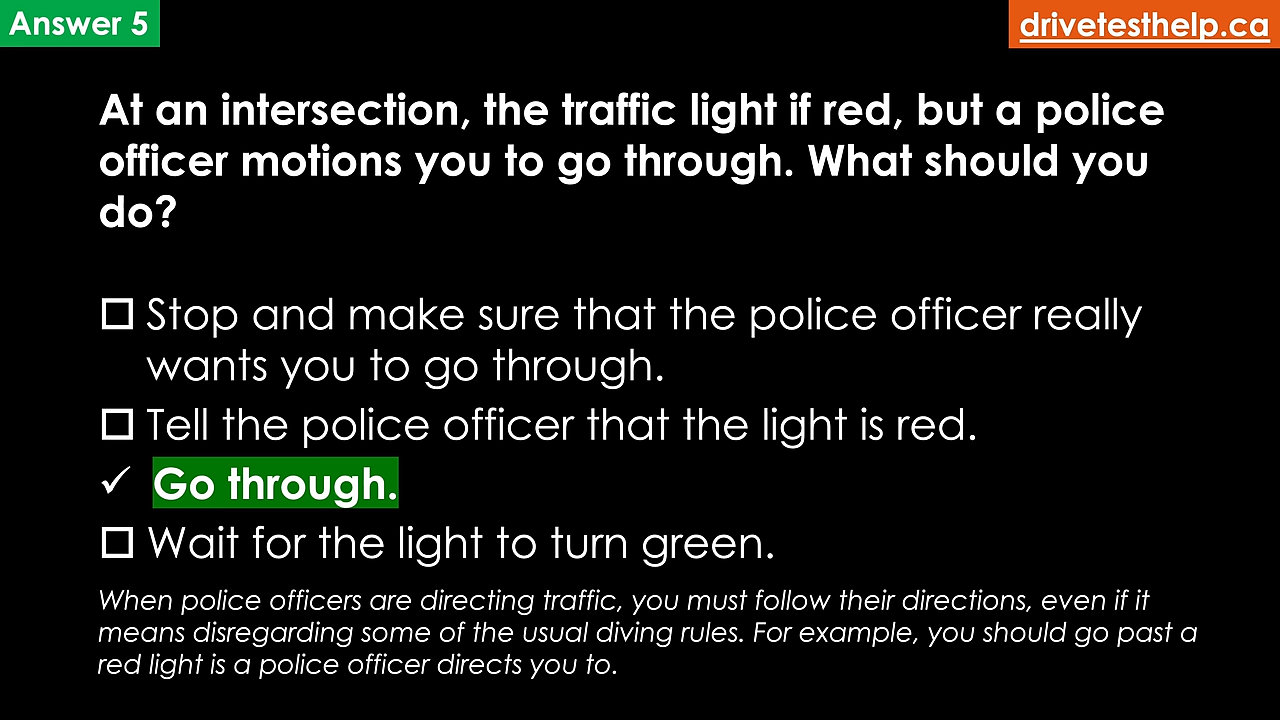 Answer 5
drivetesthelp.ca
At an intersection, the traffic light if red, but a police
officer motions you to go through. What should you
do?
Stop and make sure that the police officer really
wants you to go through.
Tell the police officer that the light is red.
Go through.
Wait for the light to turn green.
When police officers are directing traffic, you must follow their directions, even if it
means disregarding some of the usual diving rules. For example, you should go past a
red light is a police officer directs you to.